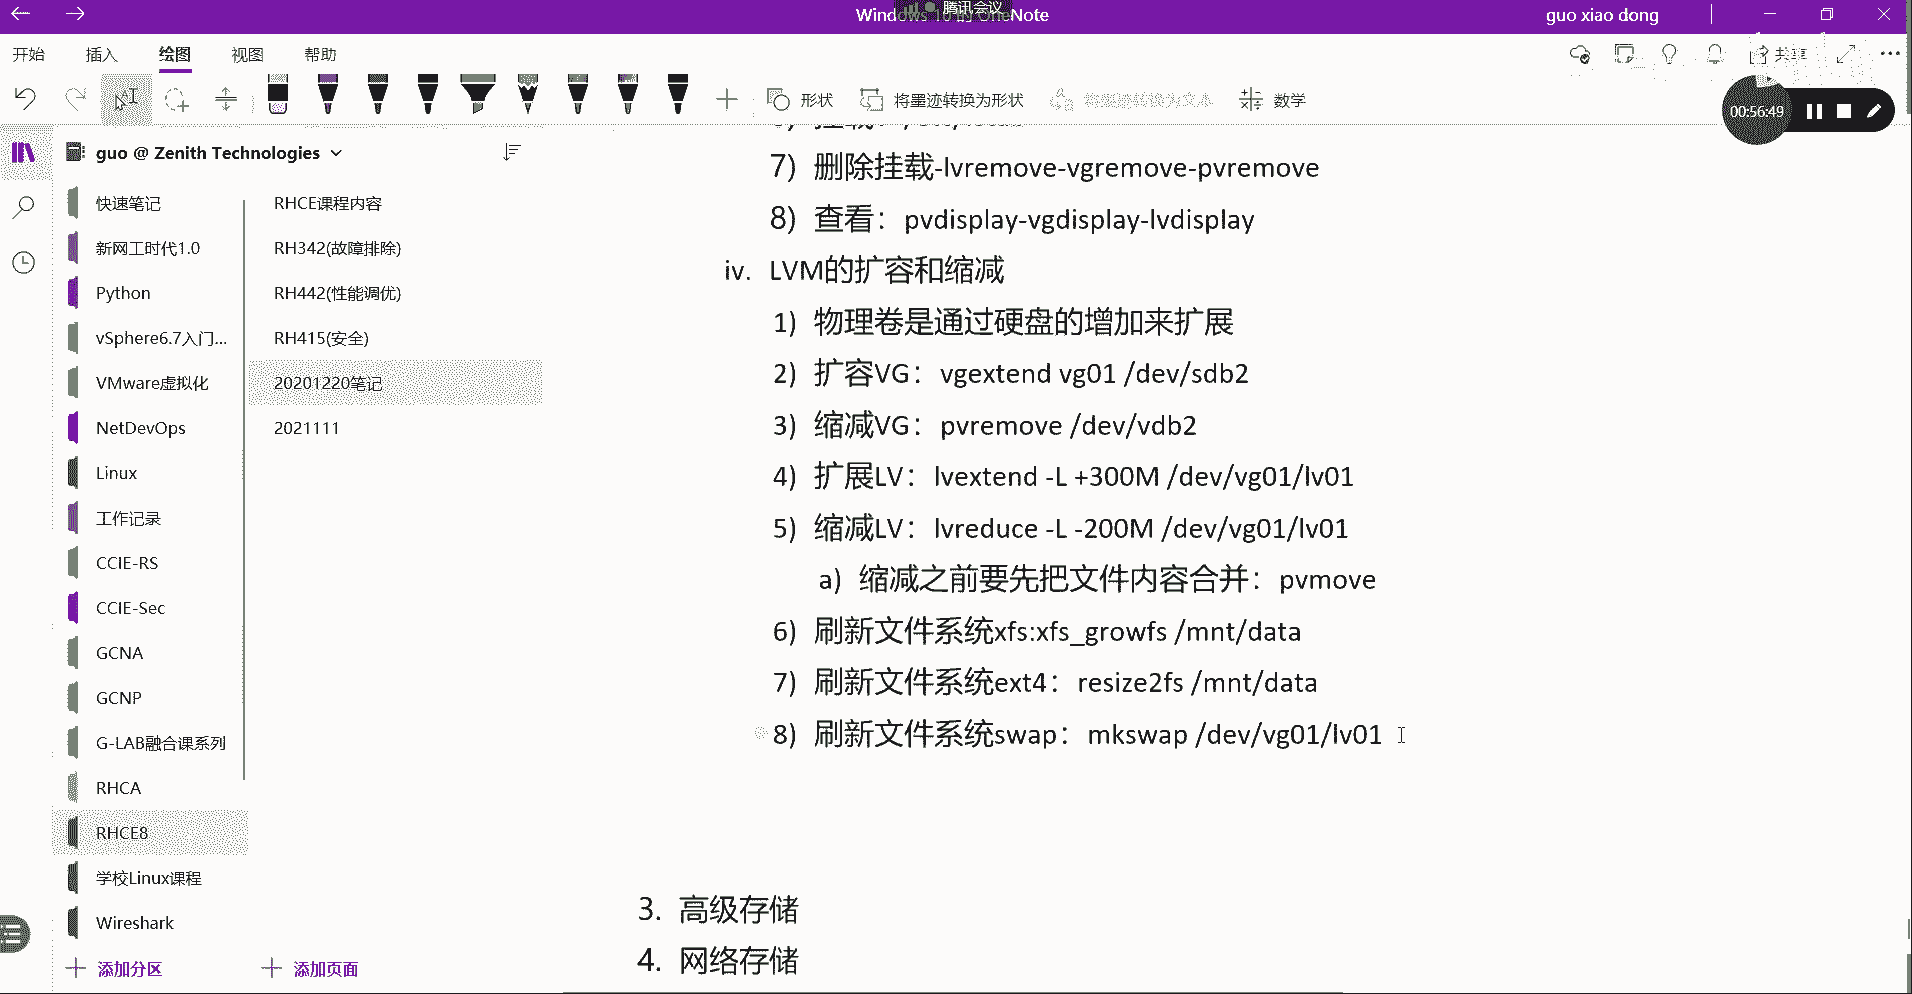 腾讯会议
guo xiao dong
开始 插入 绘图 视图 帮助
共享
形状 将墨迹转换为形状 将墨迹转换为文本 数学
00:56:49
guo @ Zenith Technologies
快速笔记
新网工时代1.0
Python
vSphere6.7入门...
VMware虚拟化
NetDevOps
Linux
工作记录
CCIE-RS
CCIE-Sec
GCNA
GCNP
G-LAB融合课系列
RHCA
RHCE8
学校Linux课程
Wireshark
添加分区
RHCE课程内容
RH342(故障排除)
RH442(性能调优)
RH415(安全)
20201220笔记
2021111
添加页面
7) 删除挂载-lvremove-vgremove-pvremove
8) 查看：pvdisplay-vgdisplay-lvdisplay
iv. LVM的扩容和缩减
1) 物理卷是通过硬盘的增加来扩展
2) 扩容VG：vgextend vg01 /dev/sdb2
3) 缩减VG：pvremove /dev/vdb2
4) 扩展LV：lvextend -L +300M /dev/vg01/lv01
5) 缩减LV：lvreduce -L -200M /dev/vg01/lv01
a) 缩减之前要先把文件内容合并：pvmove
6) 刷新文件系统xfs:xfs_growfs /mnt/data
7) 刷新文件系统ext4：resize2fs /mnt/data
8) 刷新文件系统swap：mkswap /dev/vg01/lv01
3. 高级存储
4. 网络存储